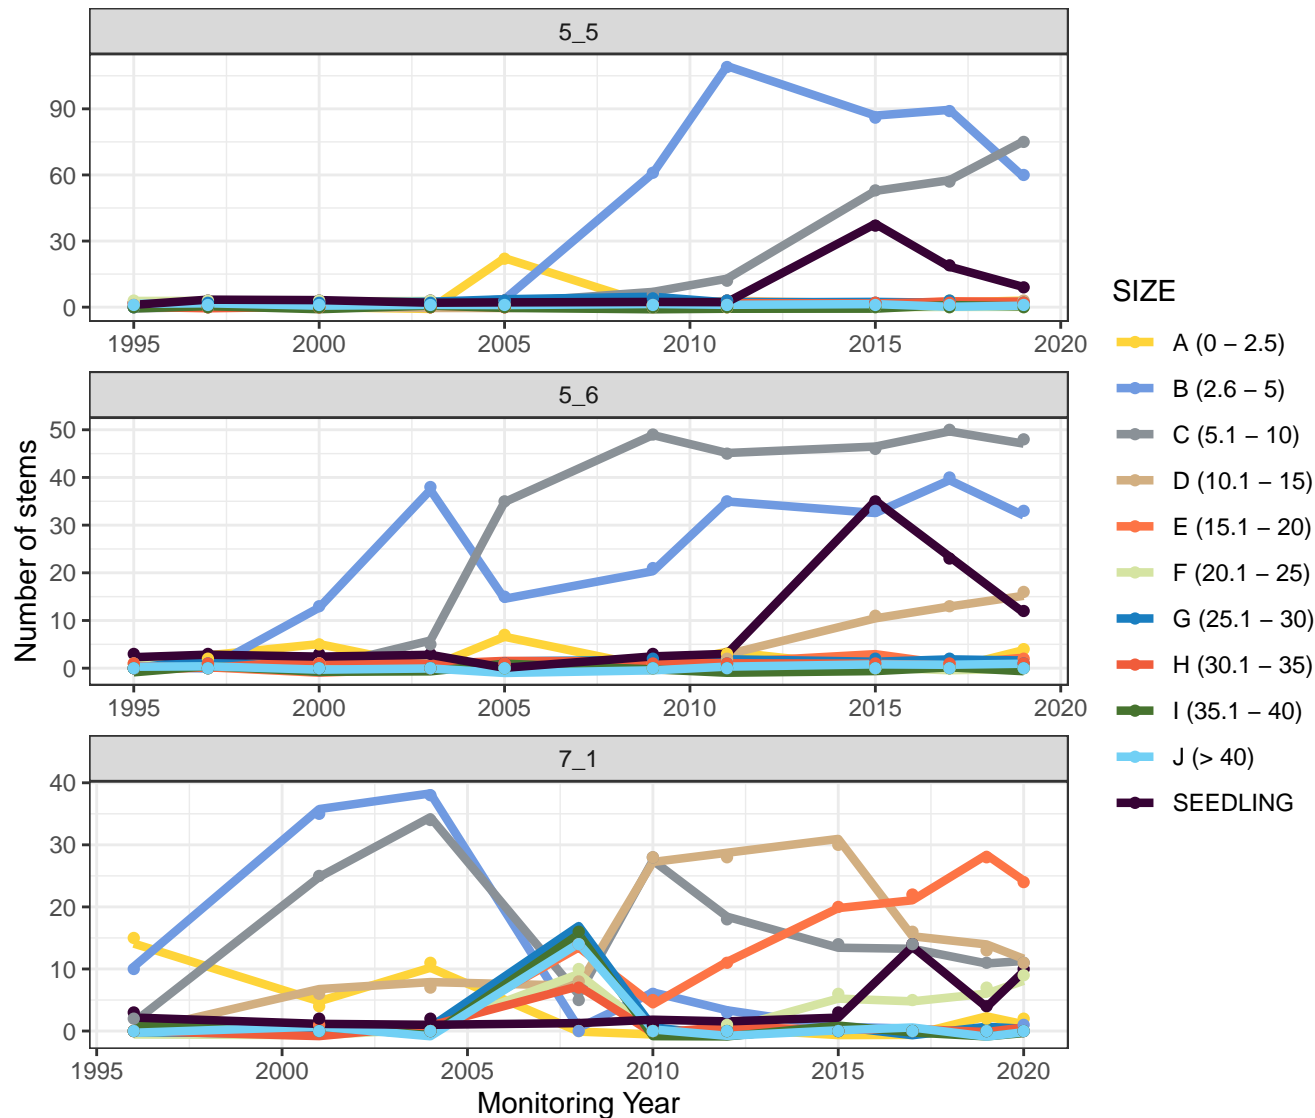 5_5
90
60
30
0
1995 2000 2005 2010 2015 2020
5_6
50
40
30
20
10
0
1995 2000 2005 2010 2015 2020
7_1
40
30
20
10
0
1995 2000 2005 2010 2015 2020
Number of stems
Monitoring Year
SIZE
A (0 − 2.5)
B (2.6 − 5)
C (5.1 − 10)
D (10.1 − 15)
E (15.1 − 20)
F (20.1 − 25)
G (25.1 − 30)
H (30.1 − 35)
I (35.1 − 40)
J (> 40)
SEEDLING